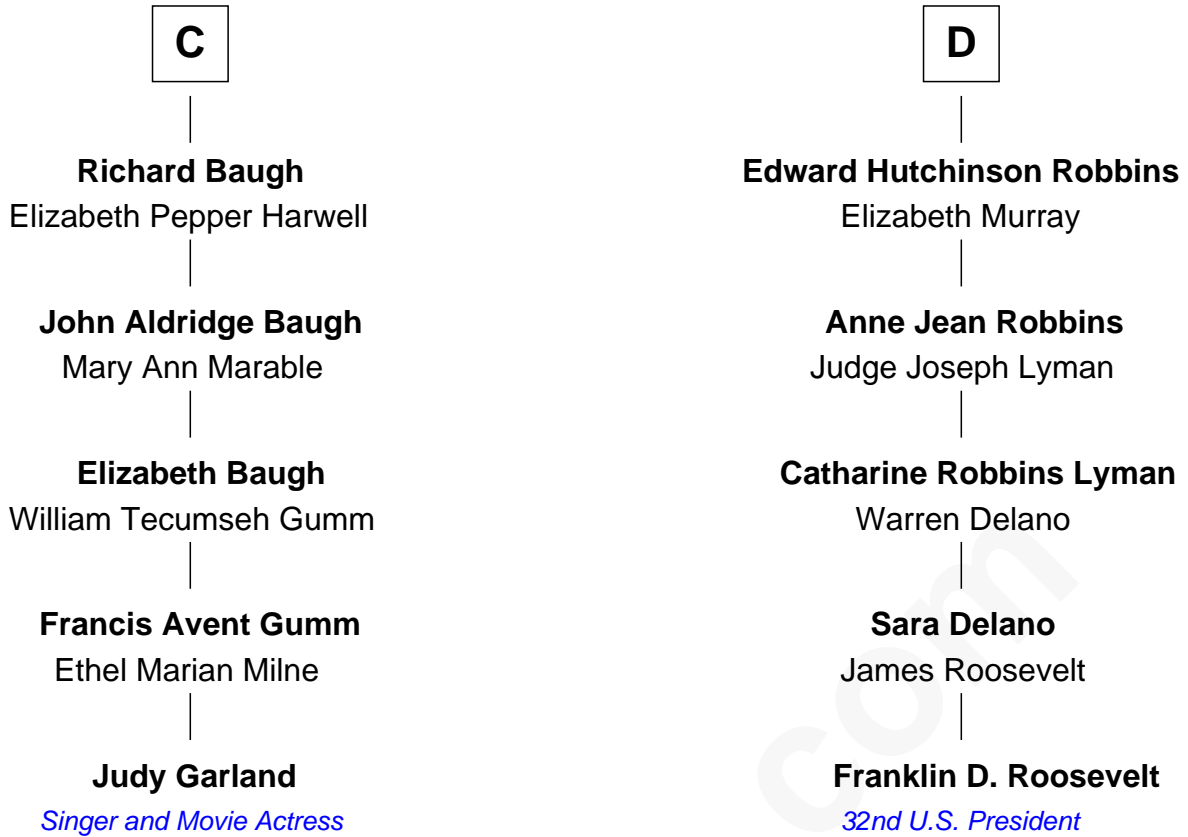 C
Richard Baugh
Elizabeth Pepper Harwell
John Aldridge Baugh
Mary Ann Marable
Elizabeth Baugh
William Tecumseh Gumm
Francis Avent Gumm
Ethel Marian Milne
Judy Garland
Singer and Movie Actress
D
Edward Hutchinson Robbins
Elizabeth Murray
Anne Jean Robbins
Judge Joseph Lyman
Catharine Robbins Lyman
Warren Delano
Sara Delano
James Roosevelt
Franklin D. Roosevelt
32nd U.S. President
com